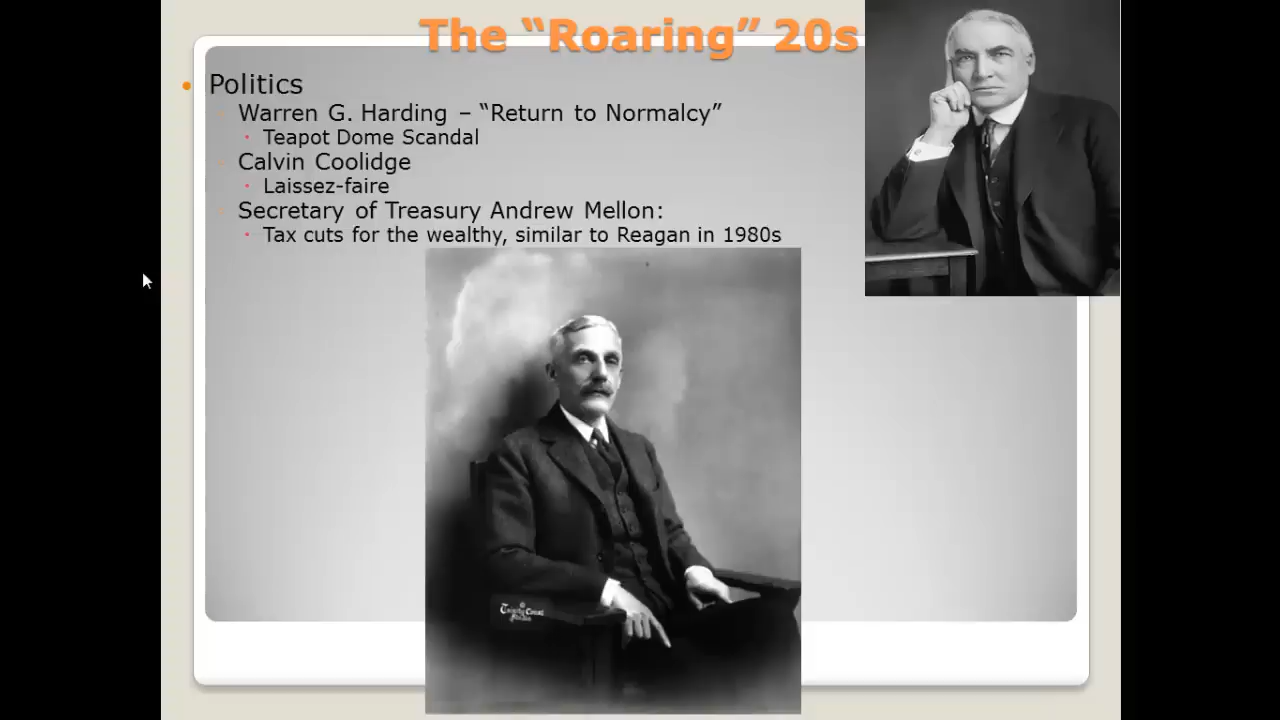 The “Roaring” 20s
Politics
Warren G. Harding – “Return to Normalcy”
Teapot Dome Scandal
Calvin Coolidge
Laissez-faire
Secretary of Treasury Andrew Mellon:
Tax cuts for the wealthy, similar to Reagan in 1980s